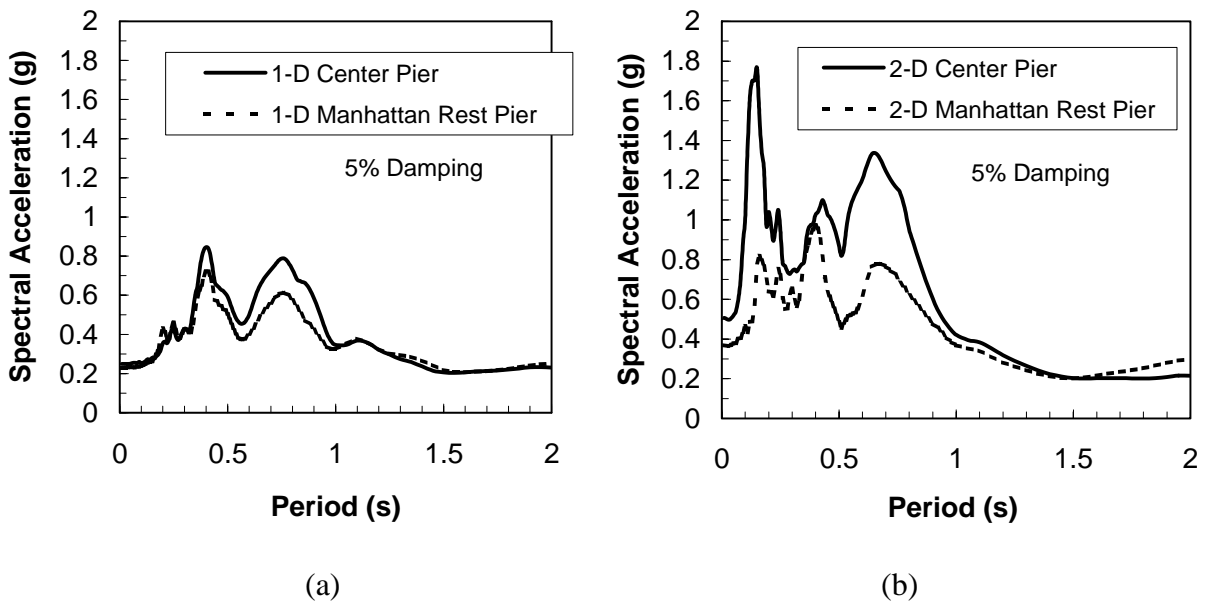 2
1.8
1.6
1.4
1.2
1
0.8
0.6
0.4
0.2
0
Spectral Acceleration (g)
1-D Center Pier
1-D Manhattan Rest Pier
5% Damping
0 0.5 1 1.5 2
Period (s)
(a)
2
1.8
1.6
1.4
1.2
1
0.8
0.6
0.4
0.2
0
Spectral Acceleration (g)
2-D Center Pier
2-D Manhattan Rest Pier
5% Damping
0 0.5 1 1.5 2
Period (s)
(b)